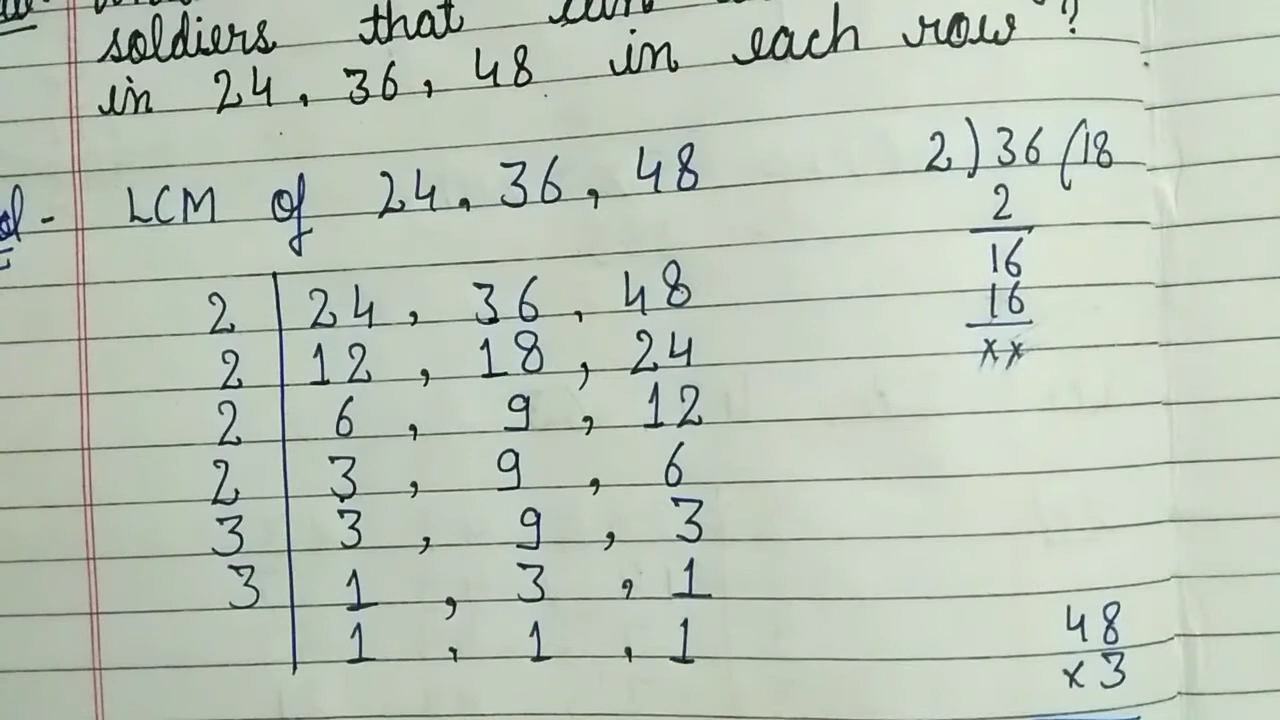 soldiers that can
in 24, 36, 48 in each row?
LCM of 24, 36, 48
2) 36 (18
2
16
16
xx
2 24, 36, 48
2 12, 18, 24
2 6, 9, 12
2 3, 9, 6
3 3, 9, 3
3 1, 3, 1
1, 1, 1
48
x 3